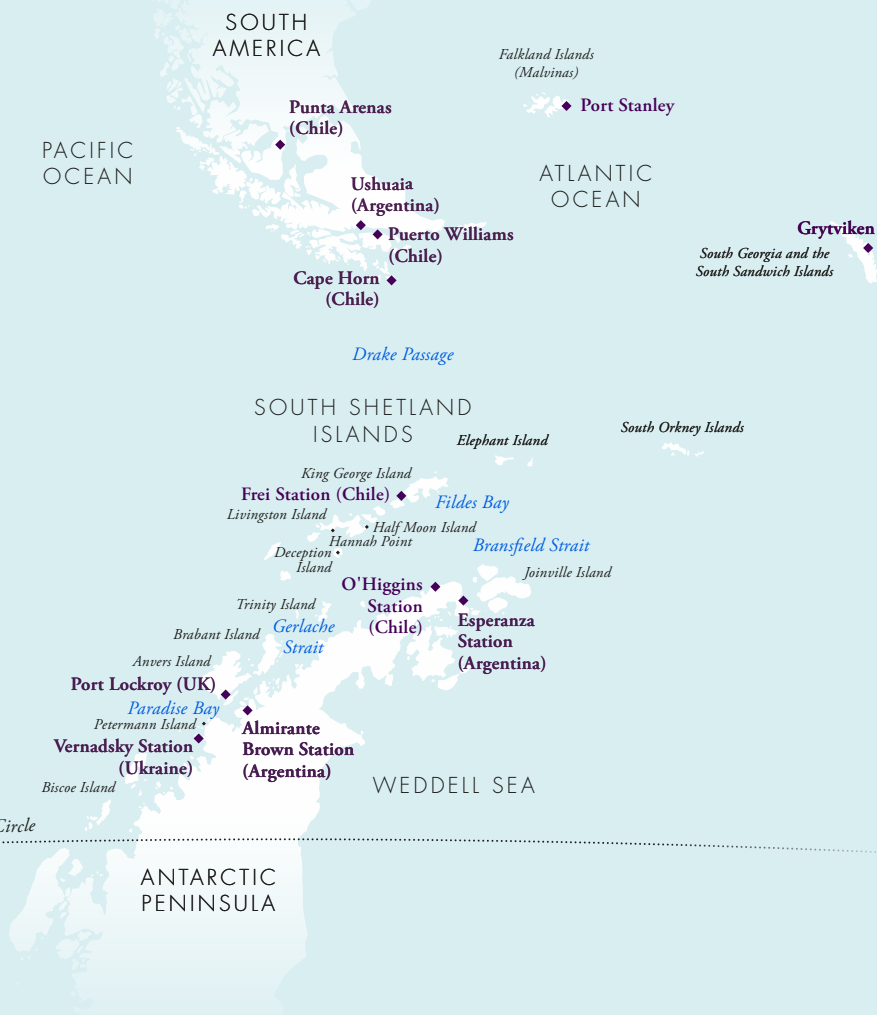 SOUTH
AMERICA
Falkland Islands
(Malvinas)
Port Stanley
Punta Arenas
(Chile)
PACIFIC
OCEAN
ATLANTIC
OCEAN
Ushuaia
(Argentina)
Puerto Williams
(Chile)
Grytviken
South Georgia and the
South Sandwich Islands
Cape Horn
(Chile)
Drake Passage
SOUTH SHETLAND
ISLANDS
Elephant Island
South Orkney Islands
King George Island
Frei Station (Chile)
Fildes Bay
Livingston Island
Half Moon Island
Hannah Point
Bransfield Strait
Deception
Island
Joinville Island
O'Higgins
Station
(Chile)
Esperanza
Station
(Argentina)
Trinity Island
Gerlache
Strait
Brabant Island
Anvers Island
Port Lockroy (UK)
Paradise Bay
Petermann Island
Almirante
Brown Station
(Argentina)
Vernadsky Station
(Ukraine)
Biscoe Island
WEDDELL SEA
Circle
ANTARCTIC
PENINSULA